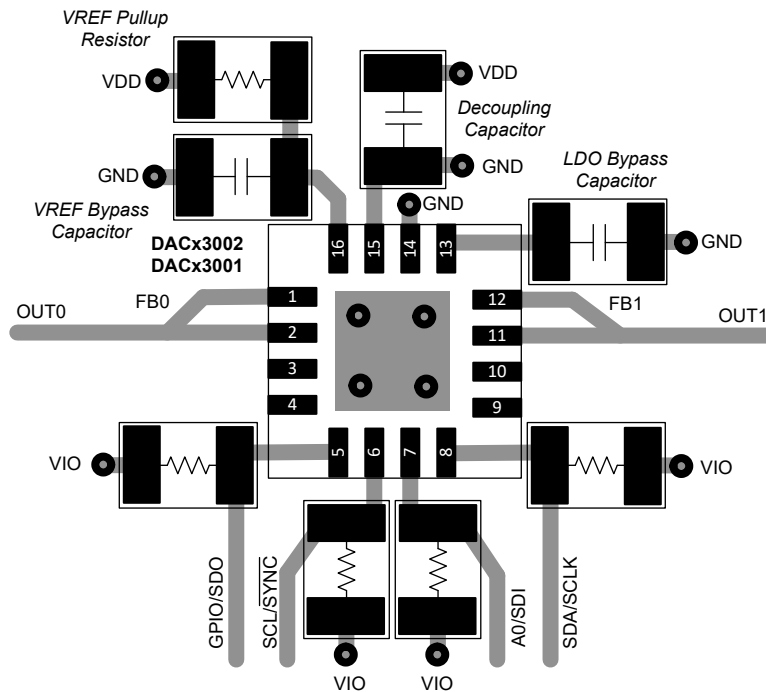 VREF Pullup
Resistor
VDD
VDD
Decoupling
Capacitor
GND
GND
LDO Bypass
Capacitor
VREF Bypass
Capacitor
GND
DACx3002
DACx3001
16
15
14
13
GND
OUT0
FB0
1
2
3
4
12
11
10
9
FB1
OUT1
5
6
7
8
VIO
VIO
GPIO/SDO
SCL/SYNC
A0/SDI
SDA/SCLK
VIO
VIO